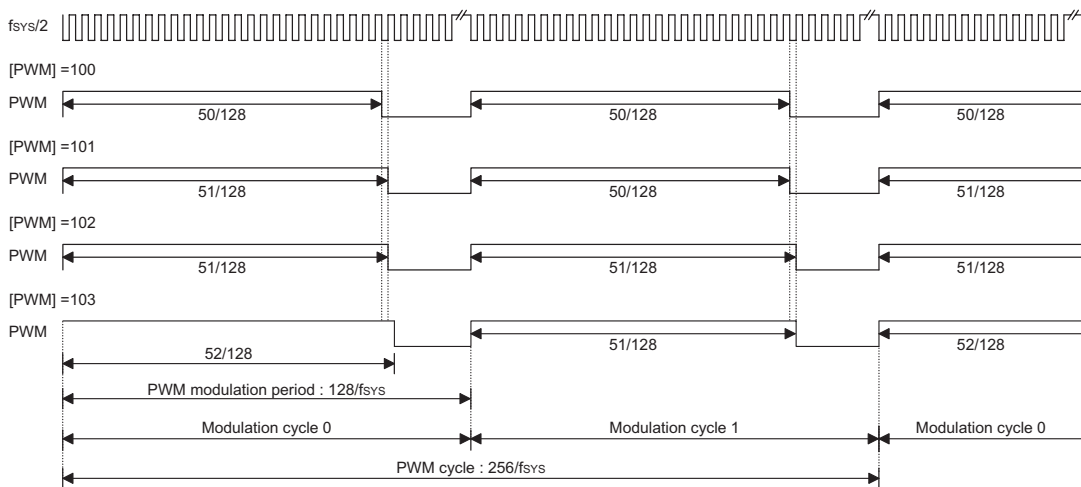 fSYS/2
[PWM] =100
PWM
50/128 50/128 50/128
[PWM] =101
PWM
51/128 50/128 51/128
[PWM] =102
PWM
51/128 51/128 51/128
[PWM] =103
PWM
52/128 51/128 52/128
PWM modulation period : 128/fSYS
Modulation cycle 0 Modulation cycle 1 Modulation cycle 0
PWM cycle : 256/fSYS